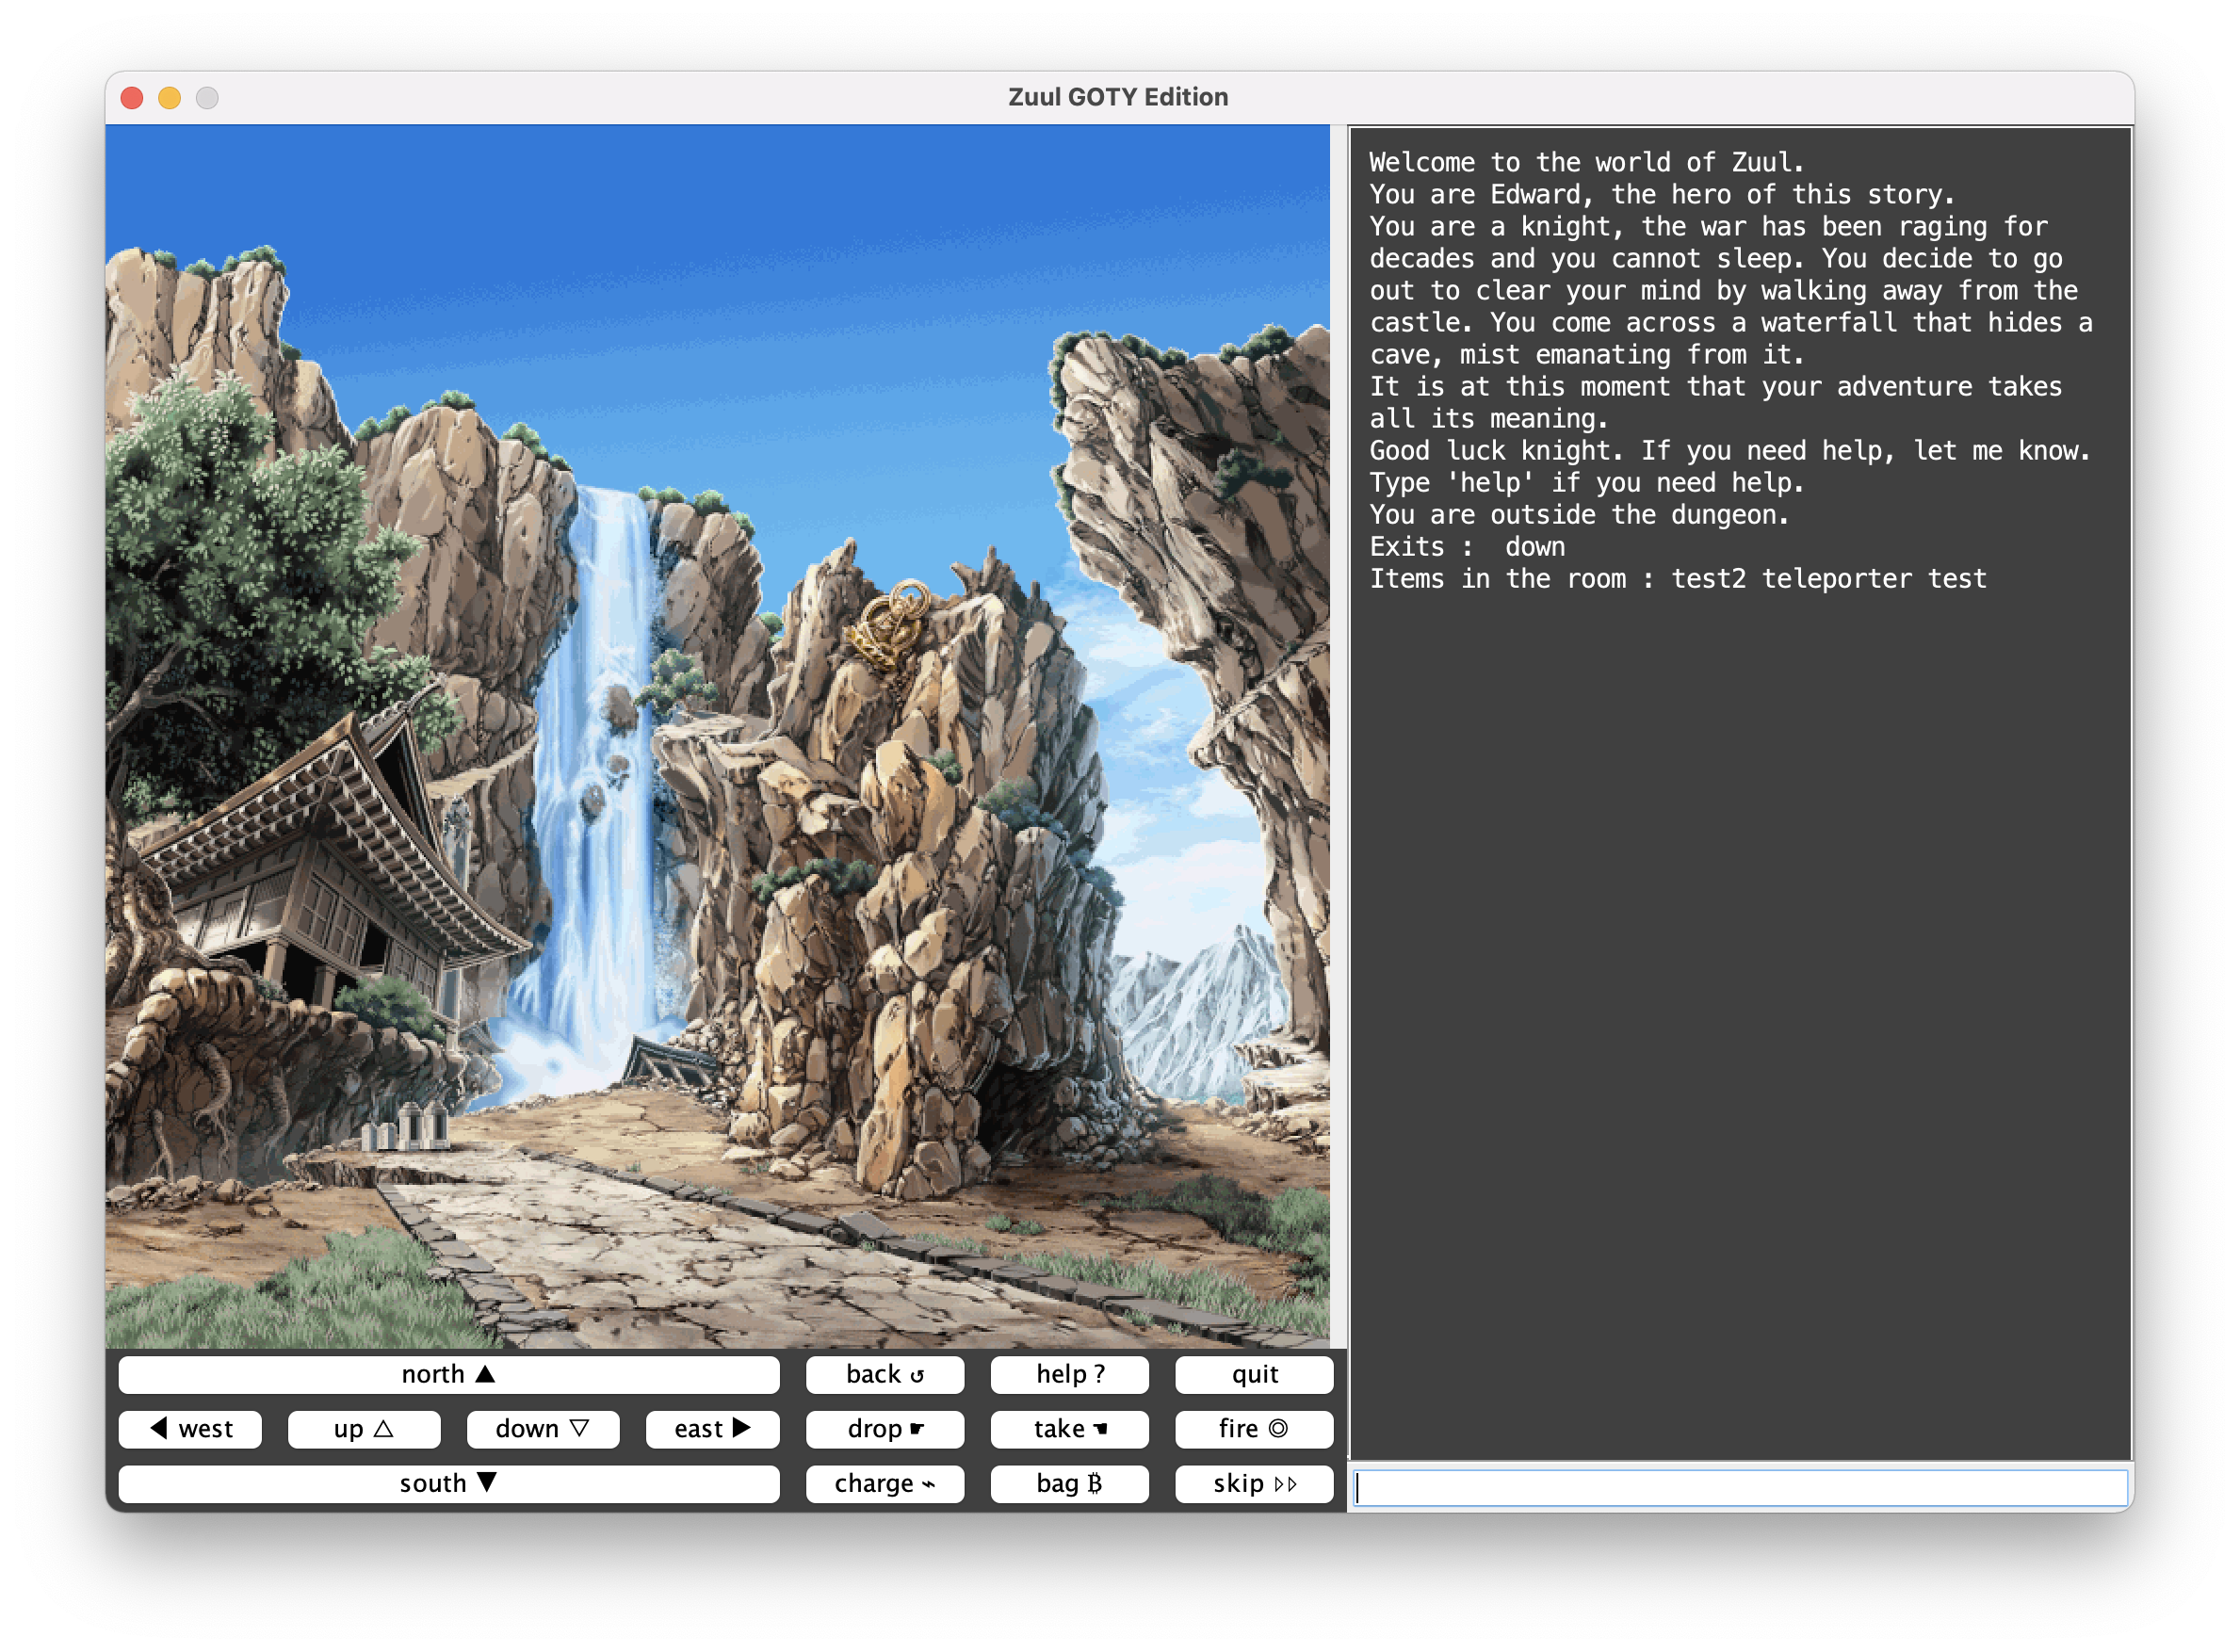 Zuul GOTY Edition
Welcome to the world of Zuul.
You are Edward, the hero of this story.
You are a knight, the war has been raging for
decades and you cannot sleep. You decide to go
out to clear your mind by walking away from the
castle. You come across a waterfall that hides a
cave, mist emanating from it.
It is at this moment that your adventure takes
all its meaning.
Good luck knight. If you need help, let me know.
Type 'help' if you need help.
You are outside the dungeon.
Exits :  down
Items in the room : test2 teleporter test
north ▲
back ↺
help ?
quit
◀ west
up △
down ▽
east ▶
drop ☛
take ☚
fire ◎
south ▼
charge ⌁
bag ₿
skip ▷▷